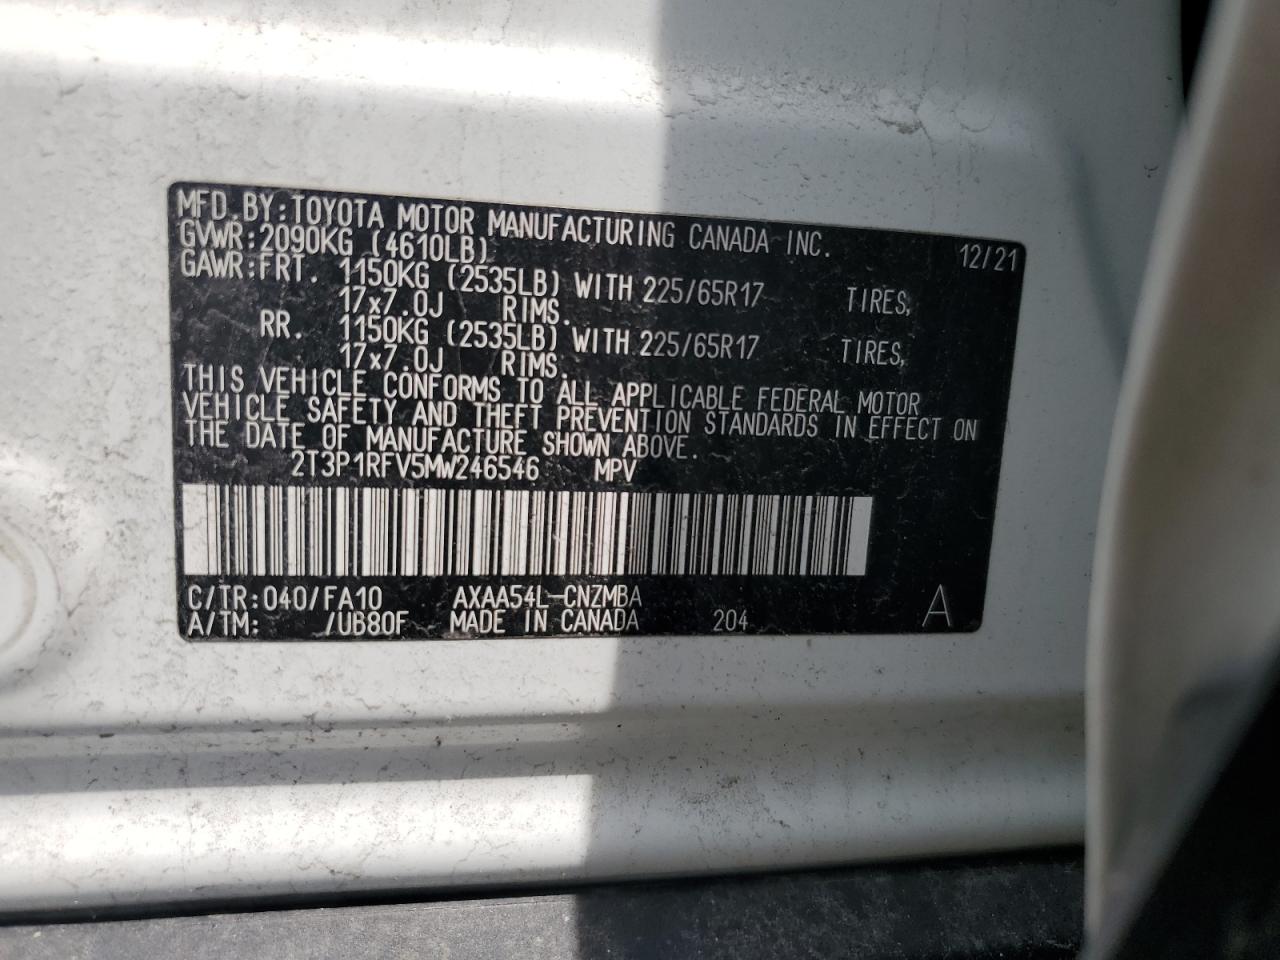 MFD.BY:TOYOTA MOTOR MANUFACTURING CANADA INC.
GVWR:2090KG (4610LB) 12/21
GAWR:FRT. 1150KG (2535LB) WITH 225/65R17 TIRES,
17x7.0J RIMS.
RR. 1150KG (2535LB) WITH 225/65R17 TIRES,
17x7.0J RIMS.
THIS VEHICLE CONFORMS TO ALL APPLICABLE FEDERAL MOTOR
VEHICLE SAFETY AND THEFT PREVENTION STANDARDS IN EFFECT ON
THE DATE OF MANUFACTURE SHOWN ABOVE.
2T3P1RFV5MW246546 MPV
C/TR:040/FA10 AXAA54L-CNZMBA
A/TM: /UB80F MADE IN CANADA 204 A